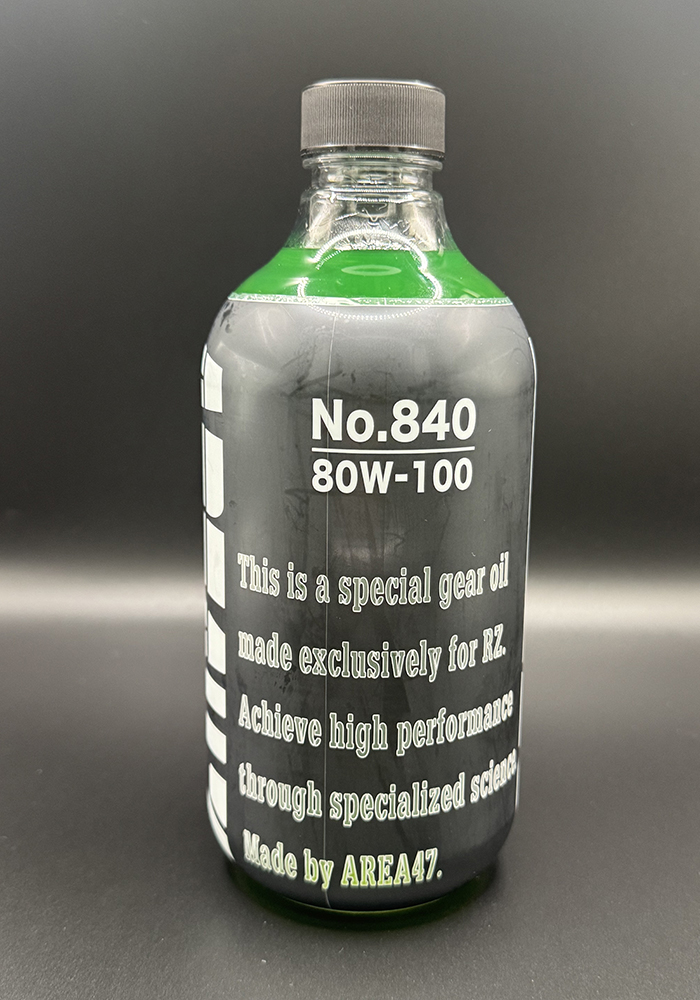 No.840
80W-100
This is a special gear oil
made exclusively for RZ.
Achieve high performance
through specialized science.
Made by AREA47.